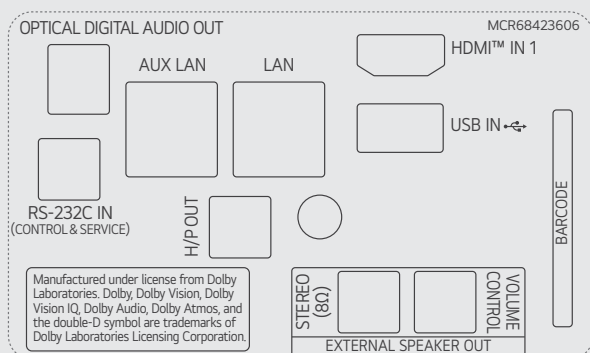 OPTICAL DIGITAL AUDIO OUT
MCR68423606
HDMI™ IN 1
AUX LAN
LAN
USB IN
RS-232C IN
(CONTROL & SERVICE)
H/P OUT
BARCODE
Manufactured under license from Dolby
Laboratories. Dolby, Dolby Vision, Dolby
Vision IQ, Dolby Audio, Dolby Atmos, and
the double-D symbol are trademarks of
Dolby Laboratories Licensing Corporation.
STEREO
(8Ω)
VOLUME
CONTROL
EXTERNAL SPEAKER OUT